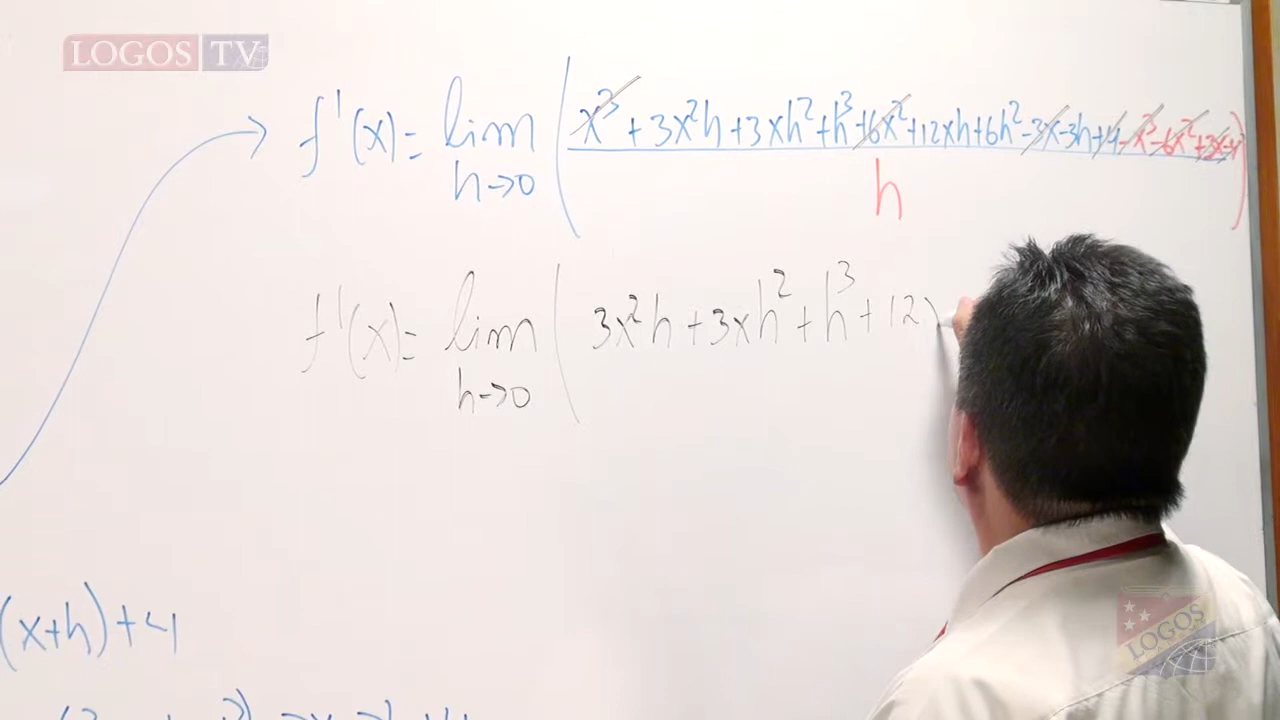 LOGOS TV
f'(x) = lim h→0 (x³ + 3x²h + 3xh² + h³ + 6x² + 12xh + 6h² - 3x - 3h + 4 - x³ - 6x² + 3x - 4)
h
f'(x) = lim h→0 ( 3x²h + 3xh² + h³ + 12
(x+h) + 4
LOGOS